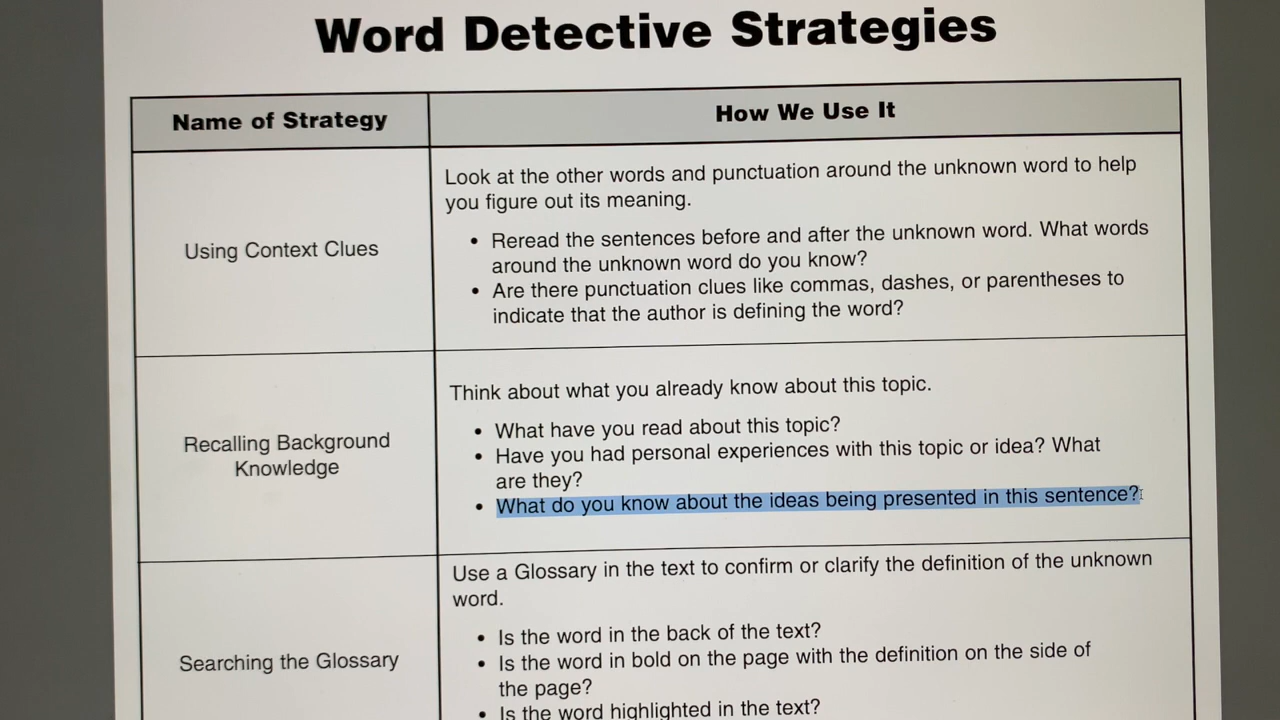 Word Detective Strategies
Name of Strategy
How We Use It
Using Context Clues
Look at the other words and punctuation around the unknown word to help
you figure out its meaning.
• Reread the sentences before and after the unknown word. What words
around the unknown word do you know?
• Are there punctuation clues like commas, dashes, or parentheses to
indicate that the author is defining the word?
Recalling Background
Knowledge
Think about what you already know about this topic.
• What have you read about this topic?
• Have you had personal experiences with this topic or idea? What
are they?
• What do you know about the ideas being presented in this sentence?
Searching the Glossary
Use a Glossary in the text to confirm or clarify the definition of the unknown
word.
• Is the word in the back of the text?
• Is the word in bold on the page with the definition on the side of
the page?
• Is the word highlighted in the text?